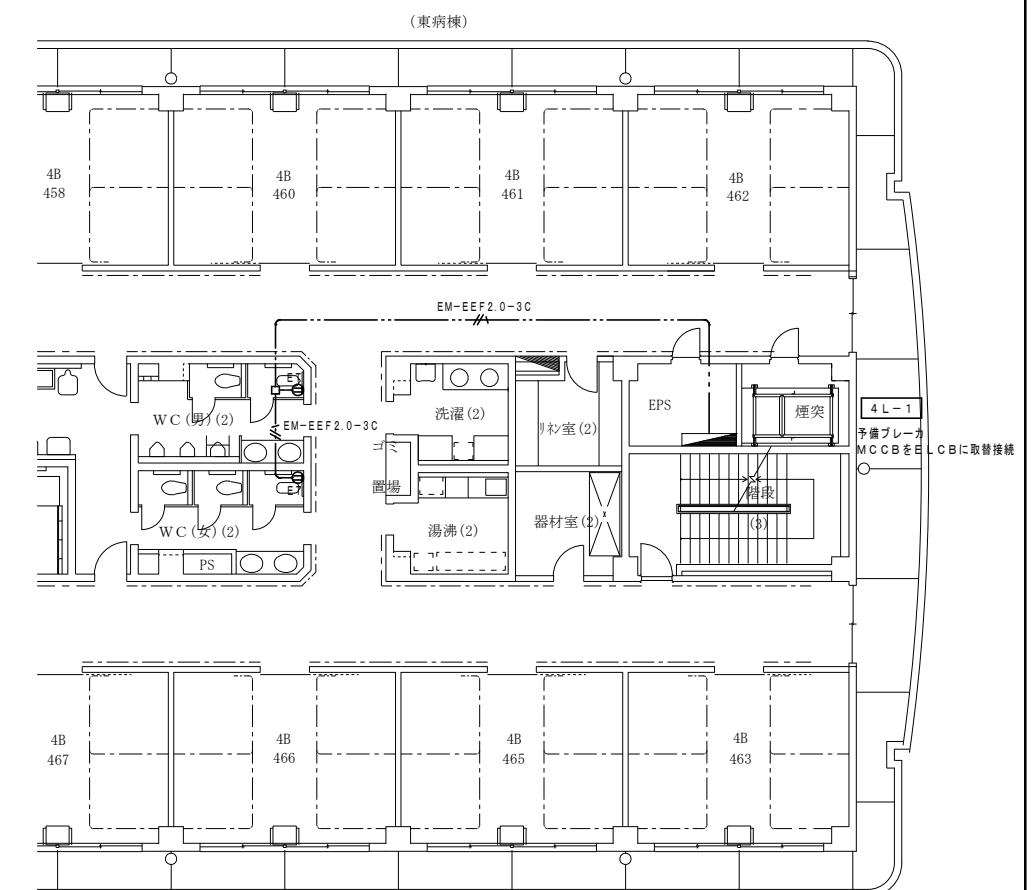 (東病棟)
4B
458
4B
460
4B
461
4B
462
EM-EEF2.0-3C
ET
WC(男)(2)
EM-EEF2.0-3C
洗濯(2)
リネン室(2)
EPS
煙突
4L-1
予備ブレーカ
MCCBをELCBに取替接続
ゴミ
置場
ET
WC(女)(2)
PS
湯沸(2)
器材室(2)
階段
(3)
4B
467
4B
466
4B
465
4B
463